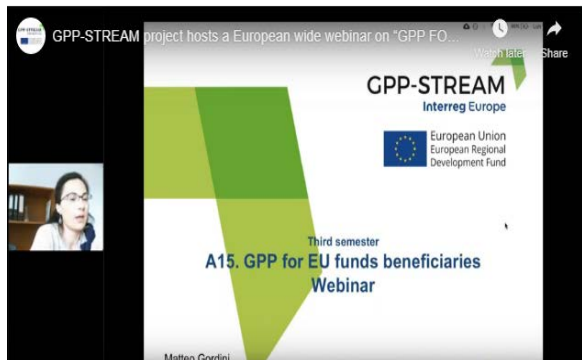 GPP-STREAM project hosts a European wide webinar on "GPP FO...
Watch later
Share
GPP-STREAM
Interreg Europe
European Union
European Regional
Development Fund
Third semester
A15. GPP for EU funds beneficiaries
Webinar
Matteo Gordini